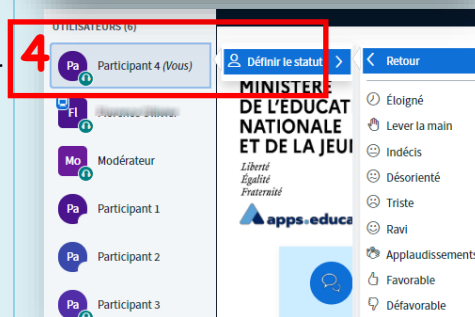 UTILISATEURS (6)
4
Pa Participant 4 (Vous)
Fl
Mo Modérateur
Pa Participant 1
Pa Participant 2
Pa Participant 3
Définir le statut
MINISTÈRE
DE L'ÉDUCAT
NATIONALE
ET DE LA JEU
Liberté
Égalité
Fraternité
apps.educa
Retour
Éloigné
Lever la main
Indécis
Désorienté
Triste
Ravi
Applaudissements
Favorable
Défavorable